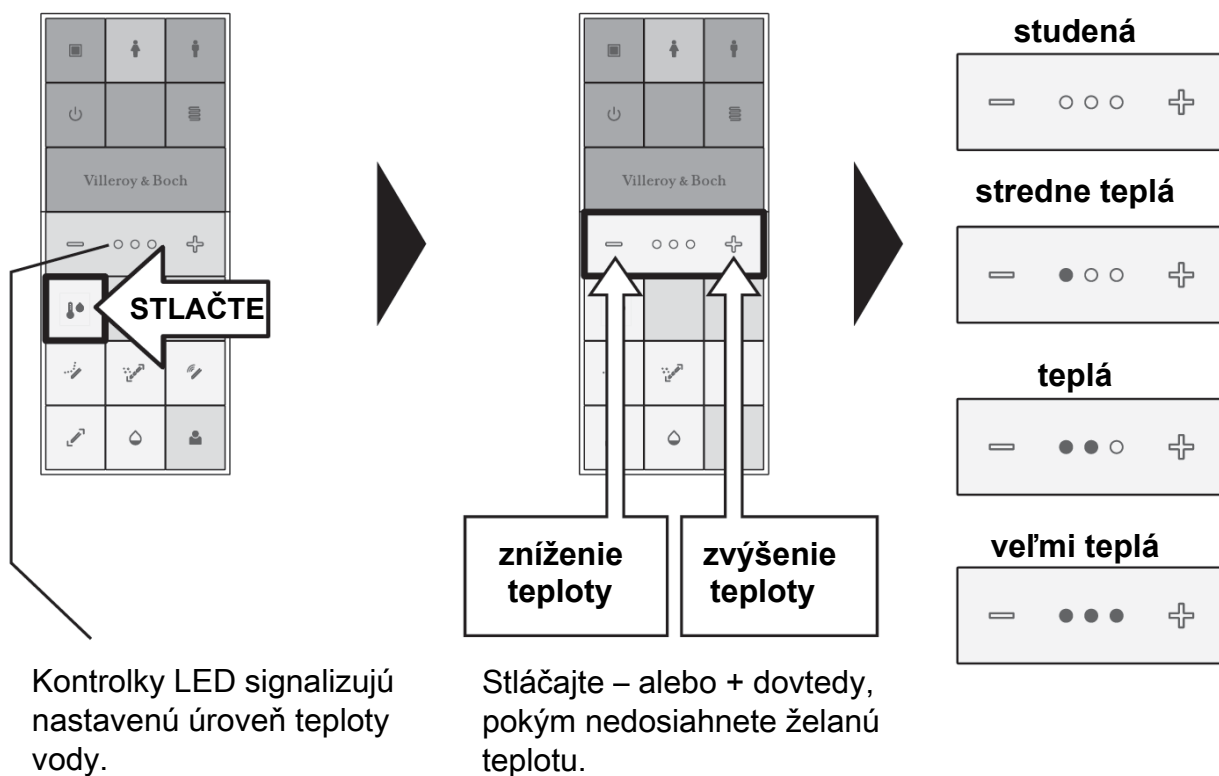 Villeroy & Boch
STLAČTE
Kontrolky LED signalizujú
nastavenú úroveň teploty
vody.
Villeroy & Boch
zníženie
teploty
zvýšenie
teploty
Stláčajte – alebo + dovtedy,
pokým nedosiahnete želanú
teplotu.
studená
stredne teplá
teplá
veľmi teplá